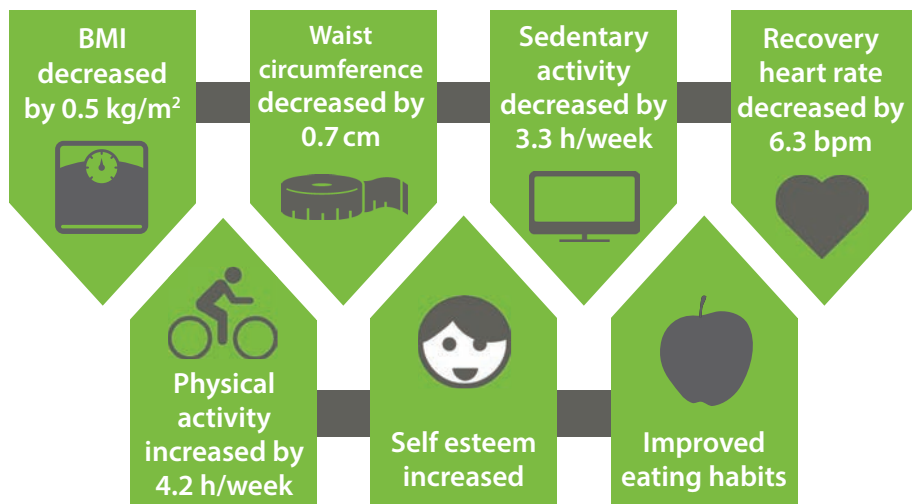 BMI
decreased
by 0.5 kg/m²
Waist
circumference
decreased by
0.7 cm
Sedentary
activity
decreased by
3.3 h/week
Recovery
heart rate
decreased by
6.3 bpm
Physical
activity
increased by
4.2 h/week
Self esteem
increased
Improved
eating habits